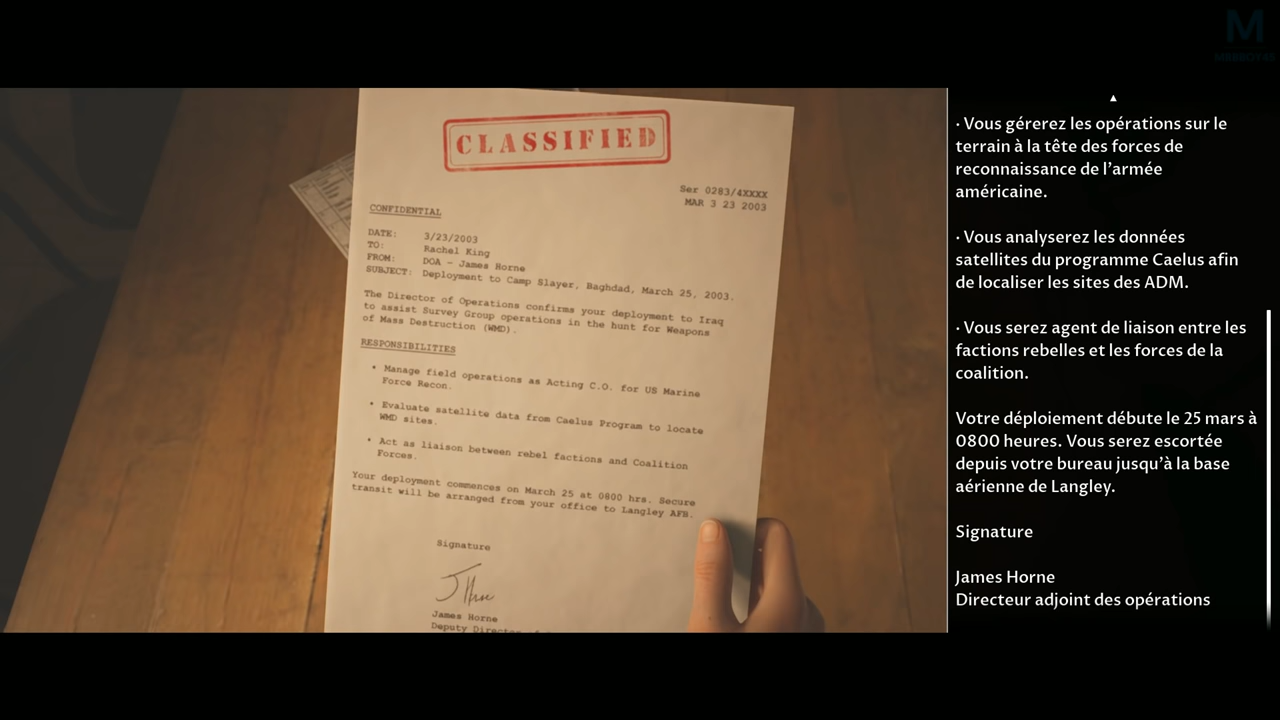 M
CLASSIFIED
Ser 0283/4XXXX
MAR 3 23 2003
CONFIDENTIAL
DATE: 3/23/2003
TO: Rachel King
FROM: DOA - James Horne
SUBJECT: Deployment to Camp Slayer, Baghdad, March 25, 2003.
The Director of Operations confirms your deployment to Iraq
to assist Survey Group operations in the hunt for Weapons
of Mass Destruction (WMD).
RESPONSIBILITIES
• Manage field operations as Acting C.O. for US Marine
Force Recon.
• Evaluate satellite data from Caelus Program to locate
WMD sites.
• Act as liaison between rebel factions and Coalition
Forces.
Your deployment commences on March 25 at 0800 hrs. Secure
transit will be arranged from your office to Langley AFB.
Signature
J Horne
James Horne
Deputy Director
· Vous gérerez les opérations sur le
terrain à la tête des forces de
reconnaissance de l'armée
américaine.
· Vous analyserez les données
satellites du programme Caelus afin
de localiser les sites des ADM.
· Vous serez agent de liaison entre les
factions rebelles et les forces de la
coalition.
Votre déploiement débute le 25 mars à
0800 heures. Vous serez escortée
depuis votre bureau jusqu'à la base
aérienne de Langley.
Signature
James Horne
Directeur adjoint des opérations